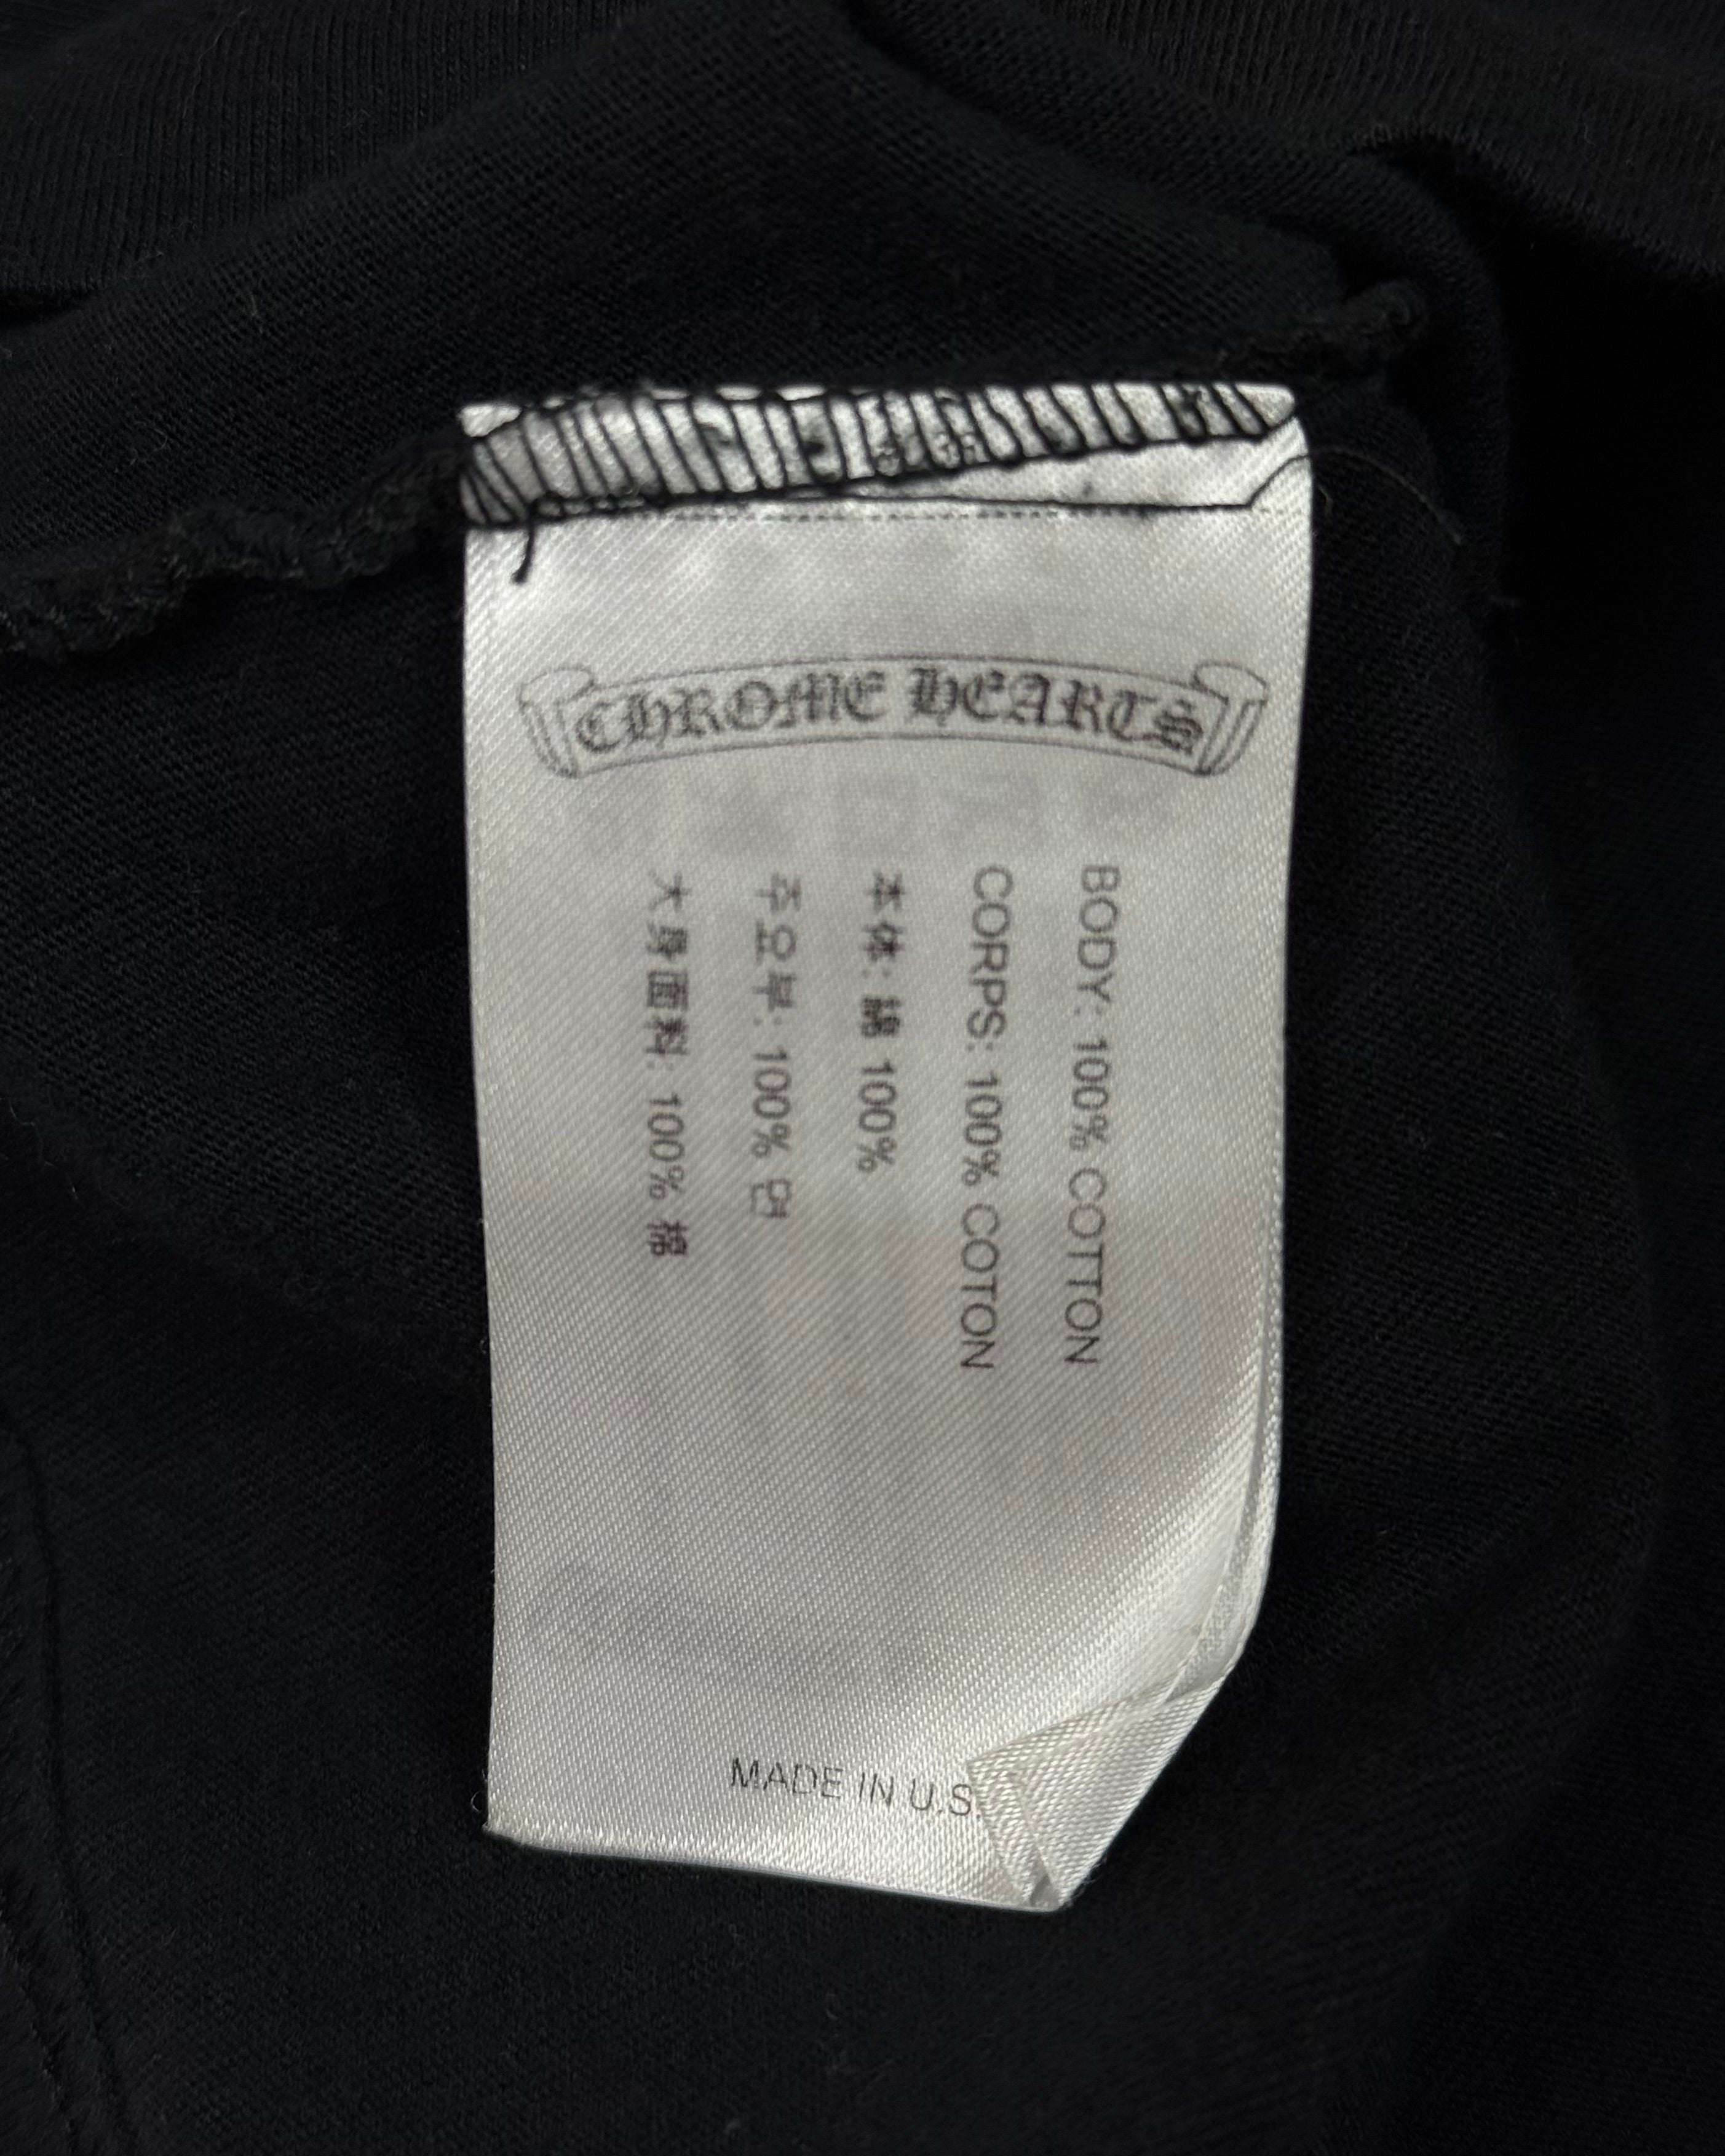 CHROME HEARTS
BODY: 100% COTTON
CORPS: 100% COTON
本体: 綿 100%
주요부: 100% 면
大身面料: 100% 棉
MADE IN U.S.